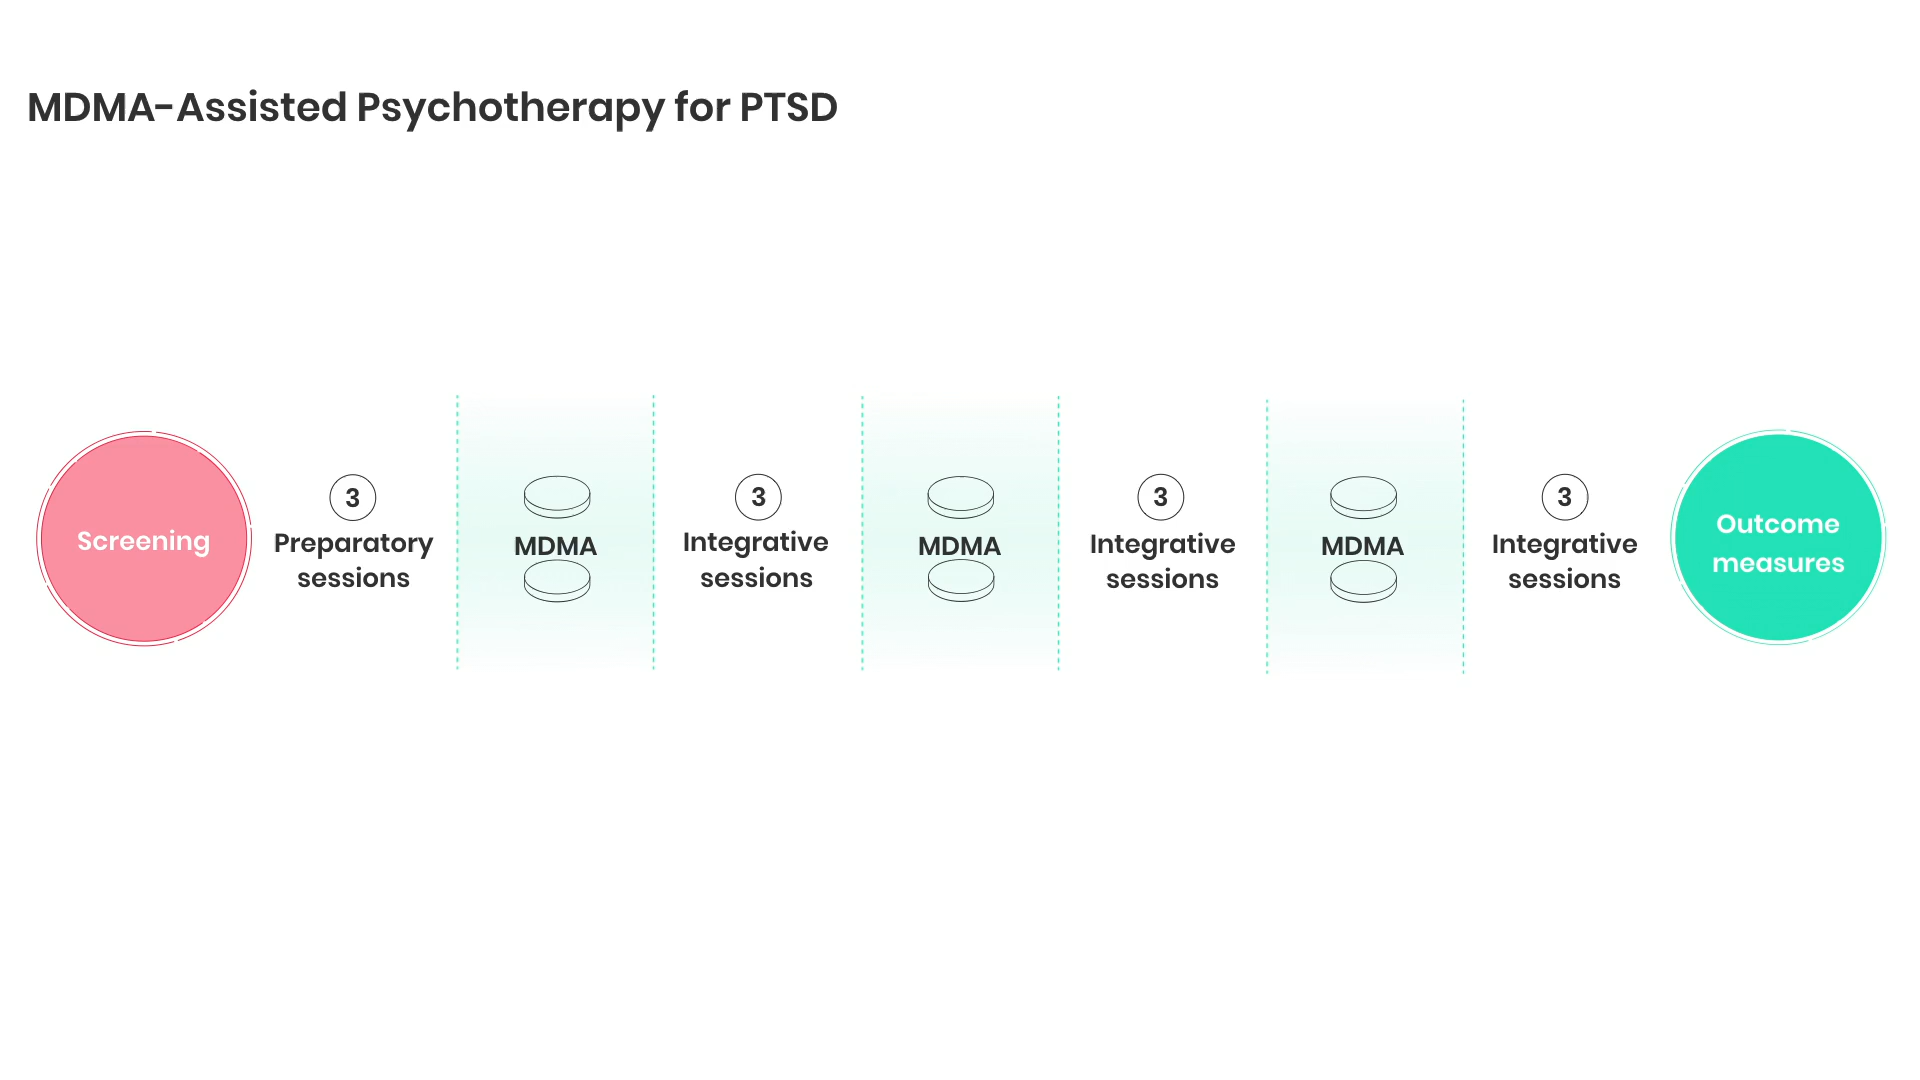 MDMA-Assisted Psychotherapy for PTSD
Screening
3
Preparatory
sessions
MDMA
3
Integrative
sessions
MDMA
3
Integrative
sessions
MDMA
3
Integrative
sessions
Outcome
measures